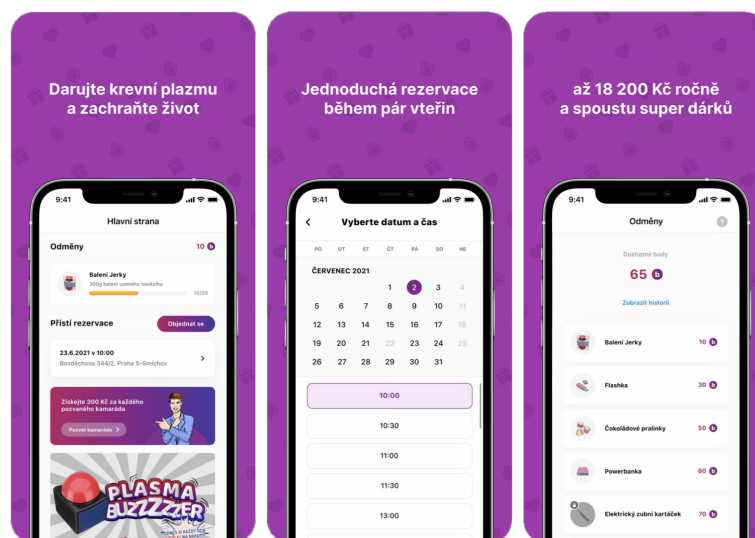 Darujte krevní plazmu
a zachraňte život
9:41
Hlavní strana
Odměny
10 b
Balení Jerky
300g balení uzeného hovězího
10/20
Přístí rezervace
Objednat se
23.6.2021 v 10:00
Bozděchova 344/2, Praha 5-Smíchov
Získejte 300 Kč za každého
pozvaného kamaráda
Pozvat kamaráda
PLASMA
BUZZZZER
Jednoduchá rezervace
během pár vteřin
9:41
Vyberte datum a čas
PO ÚT ST ČT PÁ SO NE
ČERVENEC 2021
1 2 3 4
5 6 7 8 9 10 11
12 13 14 15 16 17 18
19 20 21 22 23 24 25
26 27 28 29 30 31
10:00
10:30
11:00
11:30
13:00
až 18 200 Kč ročně
a spoustu super dárků
9:41
Odměny
Dostupné body
65 b
Zobrazit historii
Balení Jerky
10 b
Flashka
30 b
Čokoládové pralinky
50 b
Powerbanka
60 b
Elektrický zubní kartáček
70 b